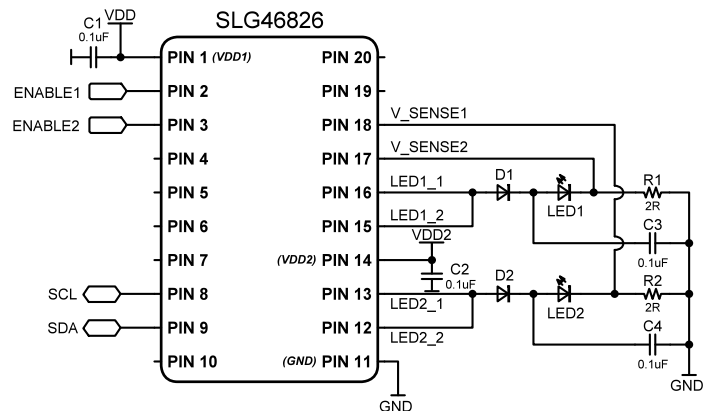 SLG46826
C1
VDD
0.1uF
PIN 1 (VDD1)
PIN 20
ENABLE1
PIN 2
PIN 19
ENABLE2
PIN 3
PIN 18
V_SENSE1
PIN 4
PIN 17
V_SENSE2
PIN 5
PIN 16
LED1_1
D1
LED1
R1
2R
PIN 6
PIN 15
LED1_2
VDD2
C3
0.1uF
PIN 7
(VDD2) PIN 14
C2
0.1uF
SCL
PIN 8
PIN 13
LED2_1
D2
LED2
R2
2R
SDA
PIN 9
PIN 12
LED2_2
C4
0.1uF
PIN 10
(GND) PIN 11
GND
GND